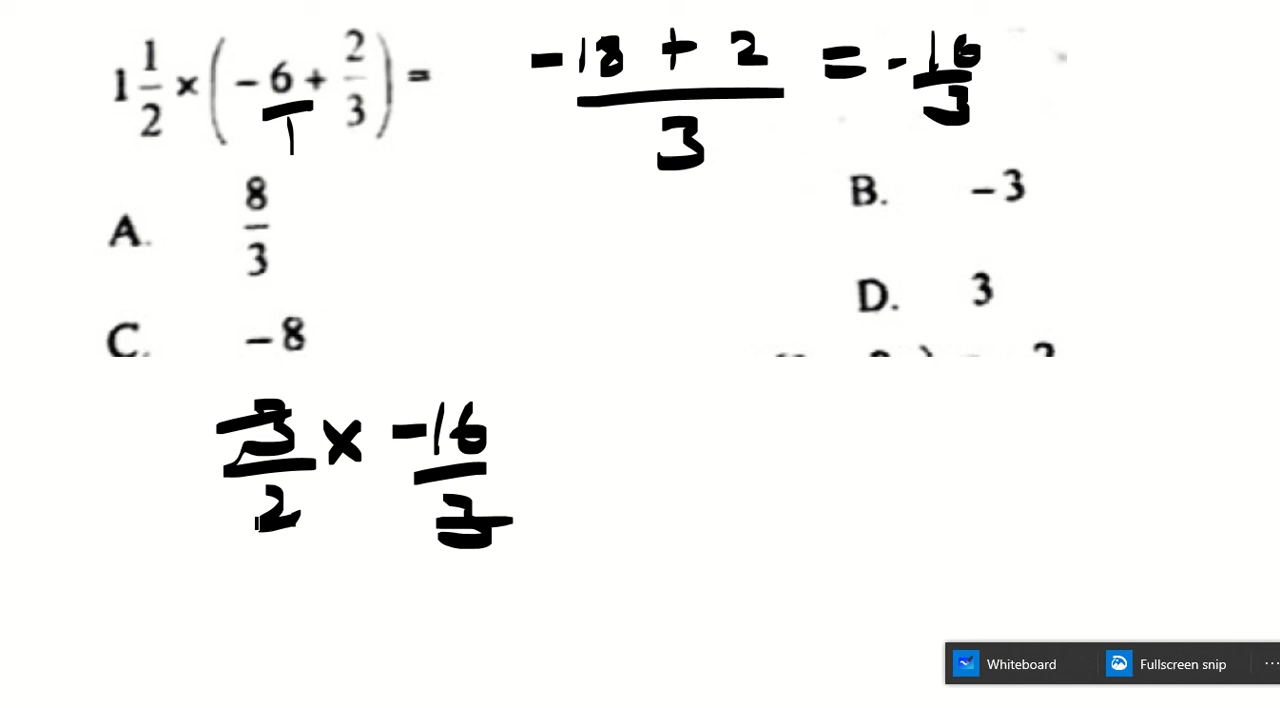 1 1/2 × ( − 6/1 + 2/3 ) =
-18 + 2 / 3 = -16/3
A. 8/3
B. −3
C. −8
D. 3
3/2 × -16/3
Whiteboard
Fullscreen snip
...